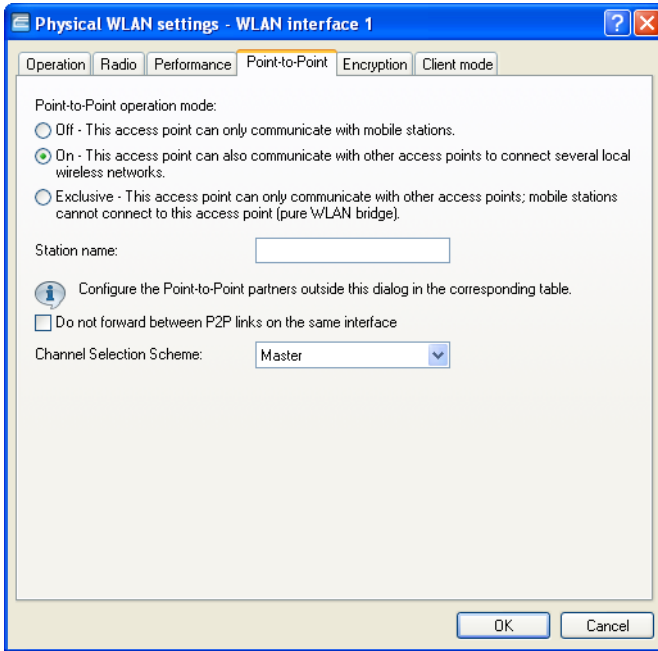 Physical WLAN settings - WLAN interface 1
Operation Radio Performance Point-to-Point Encryption Client mode
Point-to-Point operation mode:
Off - This access point can only communicate with mobile stations.
On - This access point can also communicate with other access points to connect several local
wireless networks.
Exclusive - This access point can only communicate with other access points; mobile stations
cannot connect to this access point (pure WLAN bridge).
Station name:
Configure the Point-to-Point partners outside this dialog in the corresponding table.
Do not forward between P2P links on the same interface
Channel Selection Scheme: Master
OK Cancel